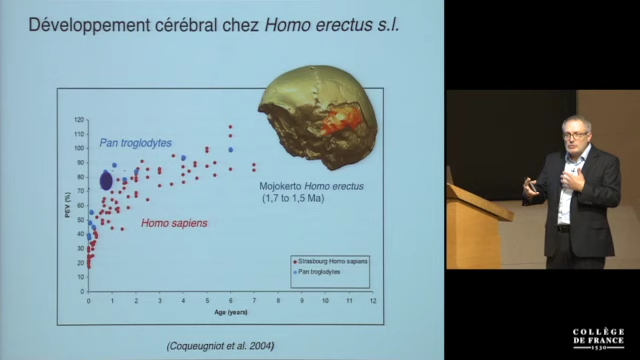 Développement cérébral chez Homo erectus s.l.
120
110
100
90
80
70
60
50
40
30
20
10
0
PEV (%)
Pan troglodytes
Homo sapiens
Mojokerto Homo erectus
(1,7 to 1,5 Ma)
Strasbourg Homo sapiens
Pan troglodytes
0 1 2 3 4 5 6 7 8 9 10 11 12
Age (years)
(Coqueugniot et al. 2004)
COLLÈGE
DE FRANCE
1530